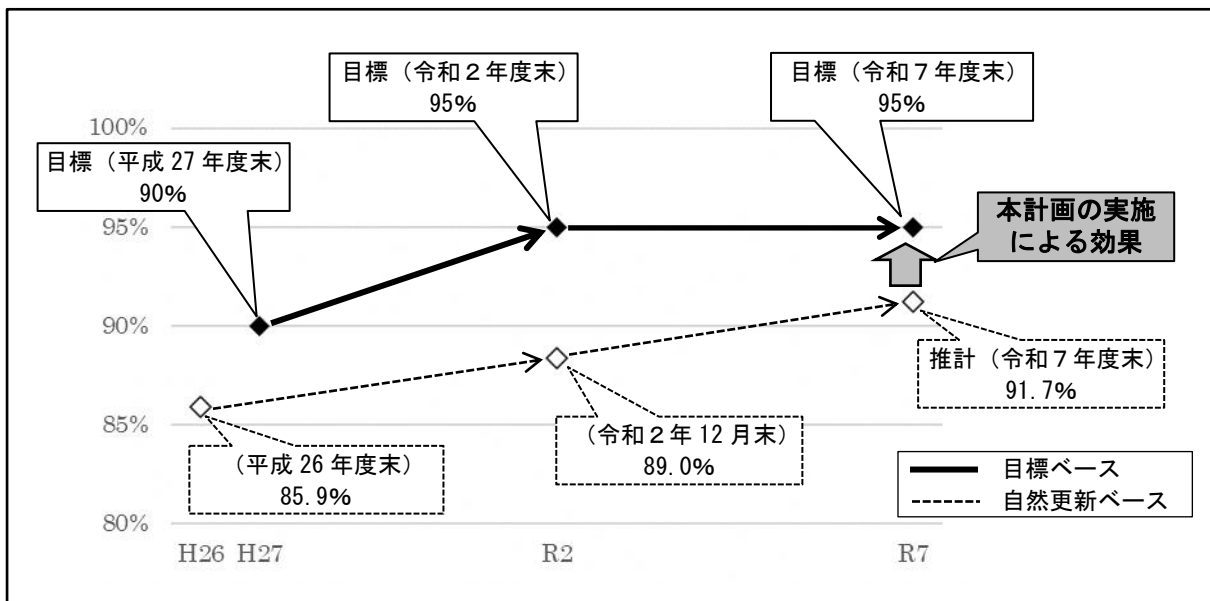 目標（令和２年度末）
95%
目標（令和７年度末）
95%
100%
目標（平成 27 年度末）
90%
本計画の実施
による効果
95%
90%
推計（令和７年度末）
91.7%
85%
（令和２年 12 月末）
89.0%
（平成 26 年度末）
85.9%
目標ベース
自然更新ベース
80%
H26 H27 R2 R7